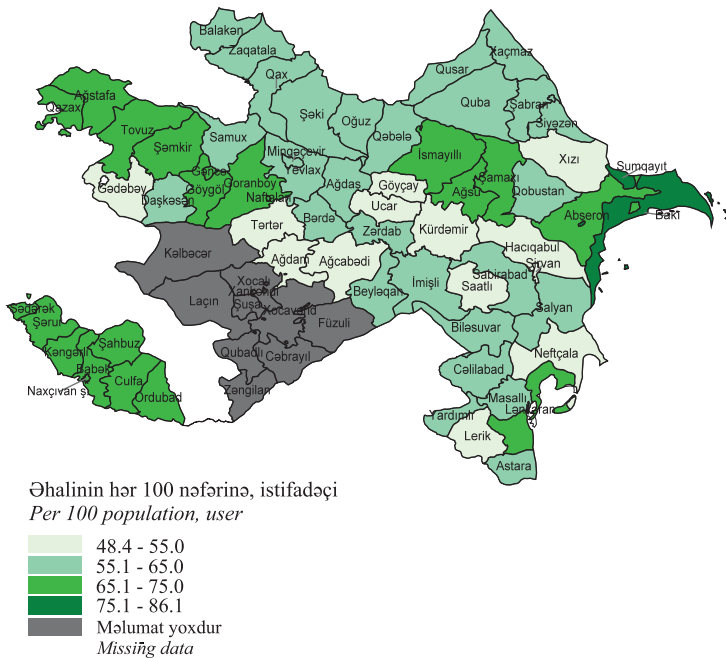 Balakən
Zaqatala
Qax
Şəki
Oğuz
Qəbələ
Qusar
Xaçmaz
Quba
Şabran
Siyəzən
Ağstafa
Qazax
Tovuz
Şəmkir
Samux
Gədəbəy
Daşkəsən
Gəncə
Göygöl
Goranboy
Naftalan
Mingəçevir
Yevlax
Ağdaş
Göyçay
Ucar
İsmayıllı
Şamaxı
Ağsu
Qobustan
Xızı
Sumqayıt
Bakı
Abşeron
Tərtər
Bərdə
Zərdab
Kürdəmir
Hacıqabul
Şirvan
Kəlbəcər
Ağdam
Ağcabədi
Xocalı
Xankəndi
Şuşa
Laçın
Xocavənd
Füzuli
Beyləqan
İmişli
Sabirabad
Saatlı
Salyan
Biləsuvar
Neftçala
Qubadlı
Cəbrayıl
Zəngilan
Cəlilabad
Masallı
Lənkəran
Yardımlı
Lerik
Astara
Sədərək
Şərur
Kəngərli
Şahbuz
Babək
Naxçıvan ş.
Culfa
Ordubad
Əhalinin hər 100 nəfərinə, istifadəçi
Per 100 population, user
48.4 - 55.0
55.1 - 65.0
65.1 - 75.0
75.1 - 86.1
Məlumat yoxdur
Missing data